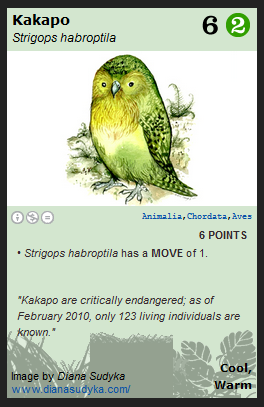 Kakapo 6 2
Strigops habroptila
Animalia,Chordata,Aves
6 POINTS
• Strigops habroptila has a MOVE of 1.
"Kakapo are critically endangered; as of
February 2010, only 123 living individuals are
known."
Cool,
Warm
Image by Diana Sudyka
www.dianasudyka.com/